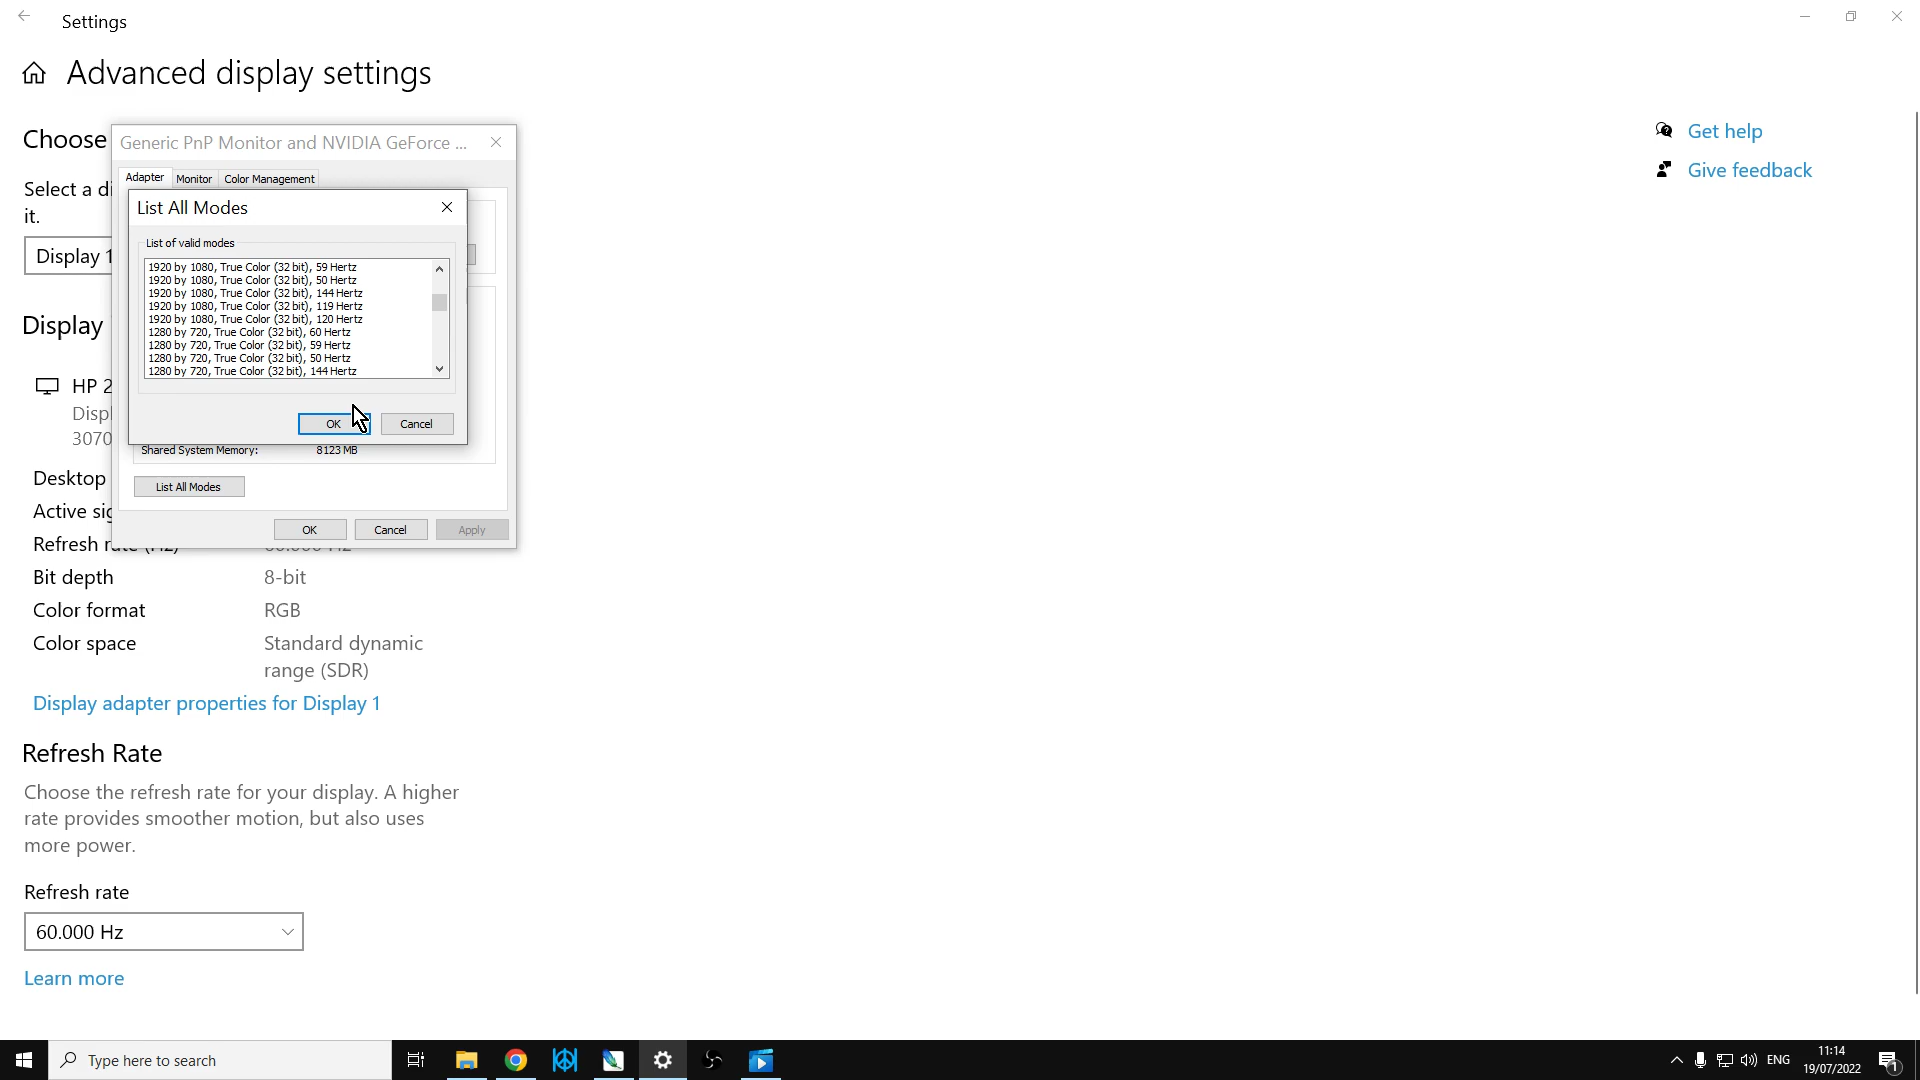 Settings
Advanced display settings
Choose
Select a di
it.
Display 1
Display
HP 2
Displ
3070
Desktop
Active sig
Refresh rate (Hz)
60.000 Hz
Bit depth
8-bit
Color format
RGB
Color space
Standard dynamic
range (SDR)
Display adapter properties for Display 1
Refresh Rate
Choose the refresh rate for your display. A higher
rate provides smoother motion, but also uses
more power.
Refresh rate
60.000 Hz
Learn more
Generic PnP Monitor and NVIDIA GeForce ...
Adapter
Monitor
Color Management
List All Modes
List of valid modes
1920 by 1080, True Color (32 bit), 59 Hertz
1920 by 1080, True Color (32 bit), 50 Hertz
1920 by 1080, True Color (32 bit), 144 Hertz
1920 by 1080, True Color (32 bit), 119 Hertz
1920 by 1080, True Color (32 bit), 120 Hertz
1280 by 720, True Color (32 bit), 60 Hertz
1280 by 720, True Color (32 bit), 59 Hertz
1280 by 720, True Color (32 bit), 50 Hertz
1280 by 720, True Color (32 bit), 144 Hertz
OK
Cancel
Shared System Memory:
8123 MB
List All Modes
OK
Cancel
Apply
Get help
Give feedback
Type here to search
ENG
11:14
19/07/2022
1